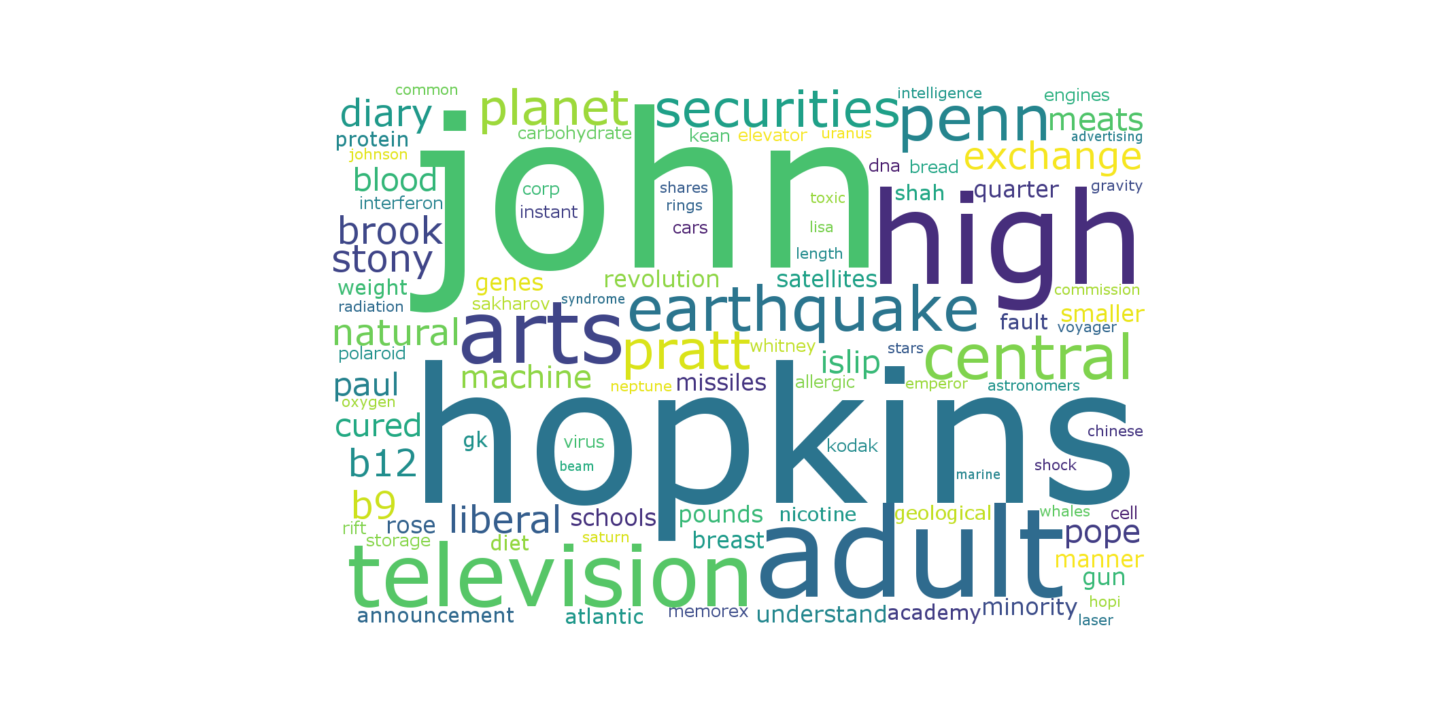 common
diary
planet
securities
intelligence
engines
penn
meats
protein
carbohydrate
kean
elevator
uranus
advertising
johnson
john
dna
bread
exchange
blood
corp
shares
toxic
shah
quarter
gravity
interferon
instant
rings
high
brook
cars
lisa
stony
length
weight
genes
revolution
satellites
commission
radiation
sakharov
syndrome
earthquake
smaller
natural
arts
fault
voyager
polaroid
pratt
whitney
islip
stars
central
paul
machine
neptune
missiles
allergic
emperor
astronomers
oxygen
hopkins
cured
gk
virus
kodak
chinese
b12
beam
marine
shock
b9
rift
rose
liberal
schools
pounds
nicotine
geological
whales
cell
storage
diet
saturn
breast
adult
pope
television
manner
gun
announcement
atlantic
memorex
understand
academy
minority
hopi
laser